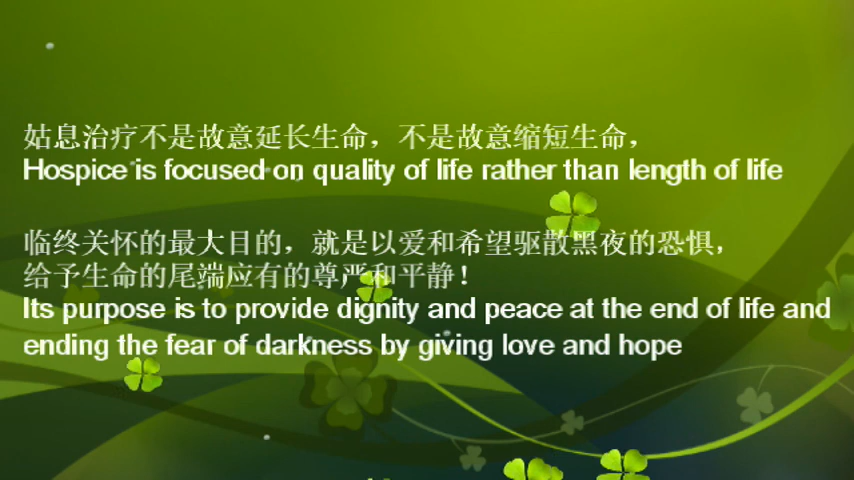 姑息治疗不是故意延长生命，不是故意缩短生命，
Hospice is focused on quality of life rather than length of life
临终关怀的最大目的，就是以爱和希望驱散黑夜的恐惧，
给予生命的尾端应有的尊严和平静！
Its purpose is to provide dignity and peace at the end of life and
ending the fear of darkness by giving love and hope